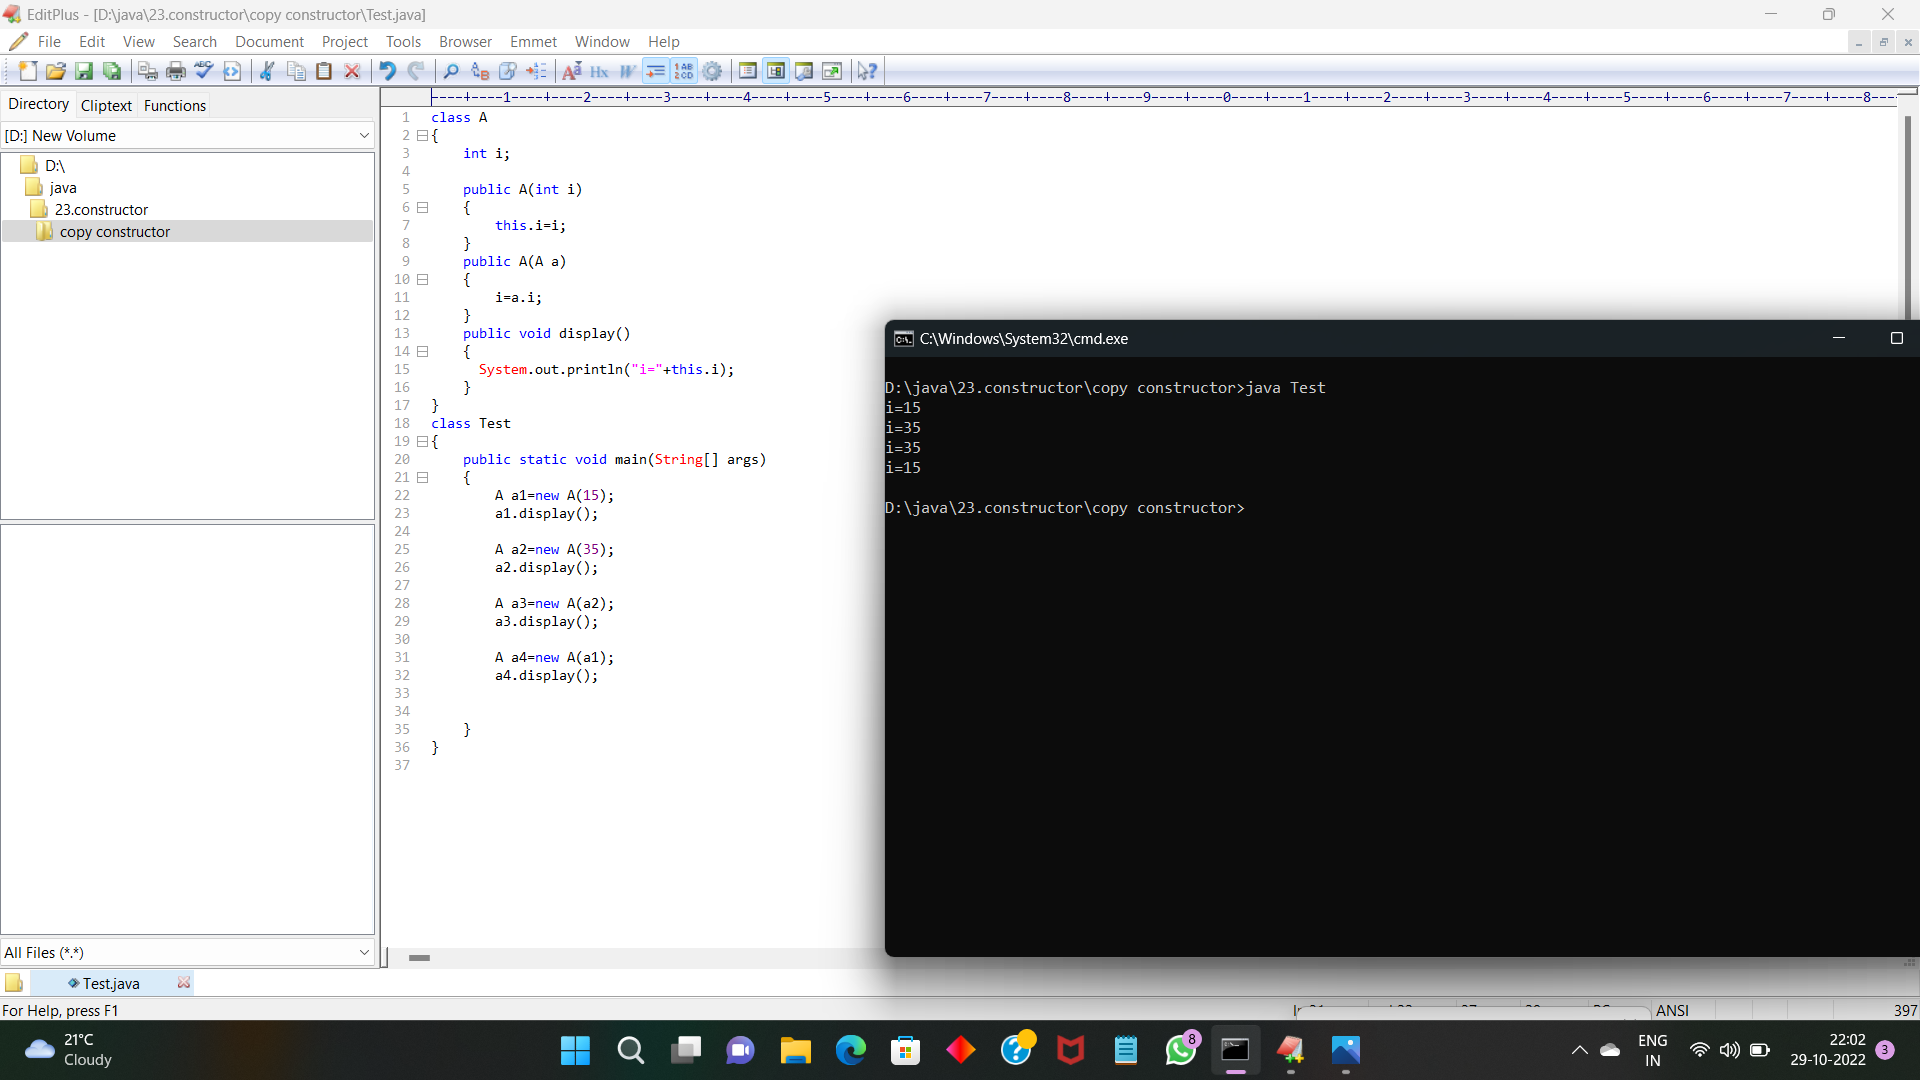 EditPlus - [D:\java\23.constructor\copy constructor\Test.java]
File Edit View Search Document Project Tools Browser Emmet Window Help
Directory Cliptext Functions
[D:] New Volume
D:\
java
23.constructor
copy constructor
All Files (*.*)
----+----1----+----2----+----3----+----4----+----5----+----6----+----7----+----8----+----9----+----0----+----1----+----2----+----3----+----4----+----5----+----6----+----7----+----8---
1 class A
2 {
3     int i;
4
5     public A(int i)
6     {
7         this.i=i;
8     }
9     public A(A a)
10     {
11         i=a.i;
12     }
13     public void display()
14     {
15       System.out.println("i="+this.i);
16     }
17 }
18 class Test
19 {
20     public static void main(String[] args)
21     {
22         A a1=new A(15);
23         a1.display();
24
25         A a2=new A(35);
26         a2.display();
27
28         A a3=new A(a2);
29         a3.display();
30
31         A a4=new A(a1);
32         a4.display();
33
34
35     }
36 }
37
C:\Windows\System32\cmd.exe
D:\java\23.constructor\copy constructor>java Test
i=15
i=35
i=35
i=15
D:\java\23.constructor\copy constructor>
Test.java
For Help, press F1
ANSI
397
21°C
Cloudy
8
ENG
IN
22:02
29-10-2022
3